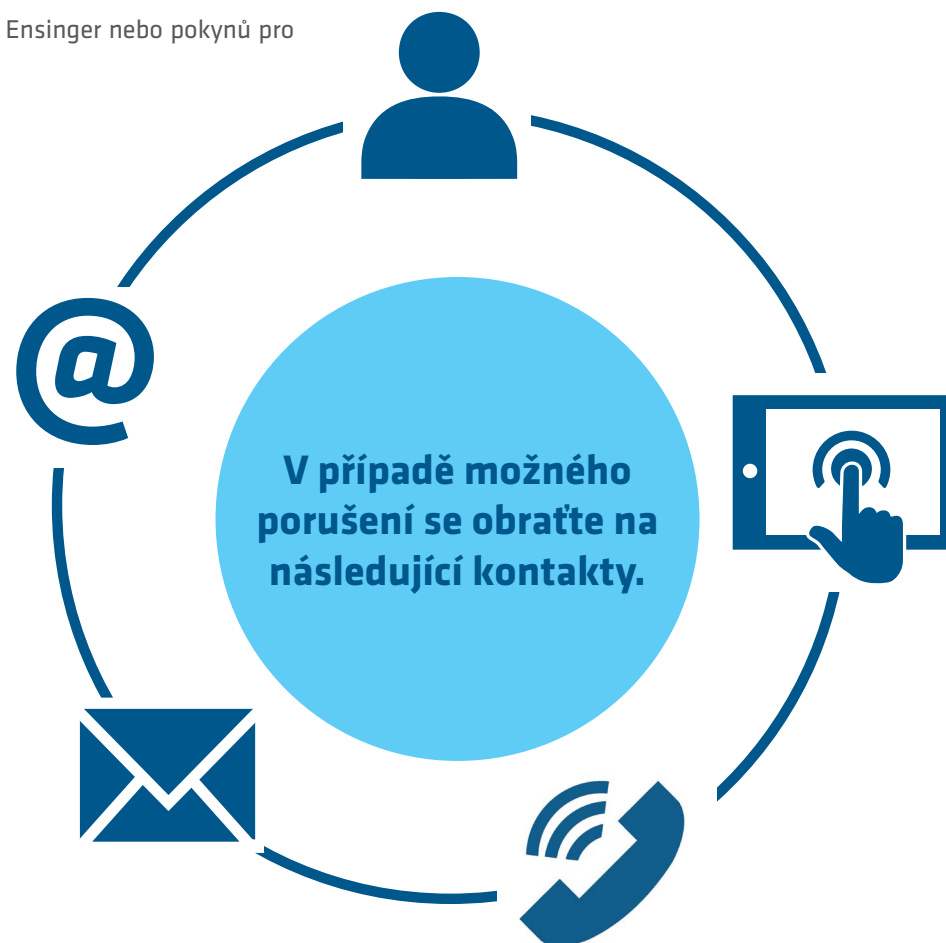 Ensinger nebo pokynů pro
@
V případě možného
porušení se obraťte na
následující kontakty.